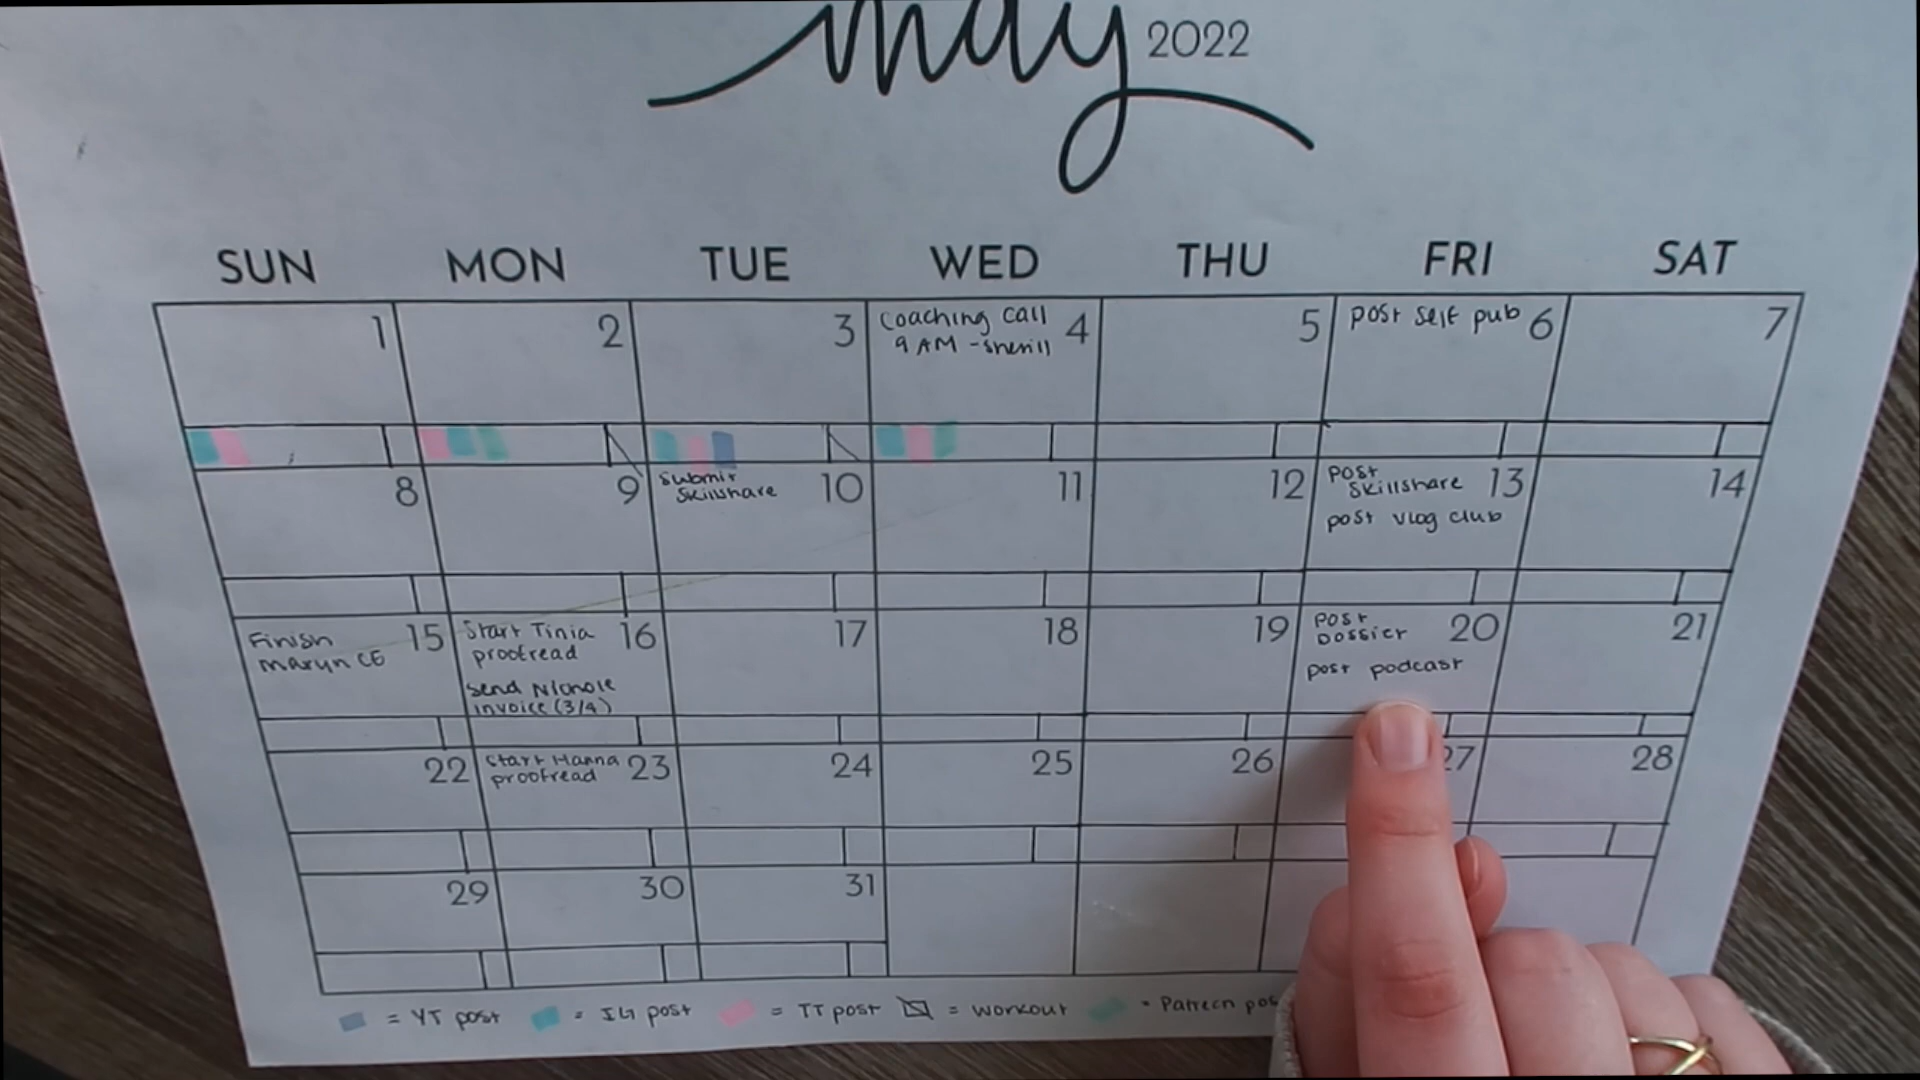 may 2022
SUN MON TUE WED THU FRI SAT
1 2 3 4 5 6 7
Coaching Call
9 AM - Sherill
post self pub
8 9 10 11 12 13 14
Submit
Skillshare
post
Skillshare
post vlog club
15 16 17 18 19 20 21
Finish
Maryn CE
Start Tinia
proofread
Send Nichole
invoice (3/4)
post
Dossier
post podcast
22 23 24 25 26 27 28
Start Hanna
proofread
29 30 31
= YT post = IG post = TT post = workout = Patreon pos